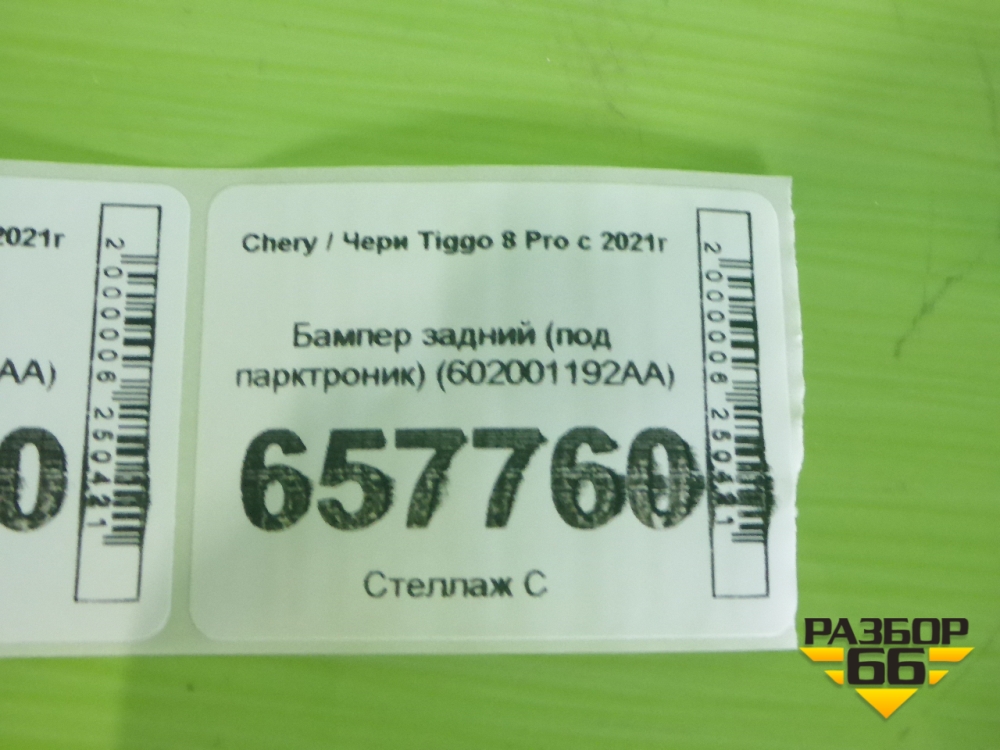 2021г
AA)
0
2000006250421
Chery / Чери Tiggo 8 Pro с 2021г
Бампер задний (под
парктроник) (602001192AA)
657760
Стеллаж С
2000006250421
РАЗБОР
66